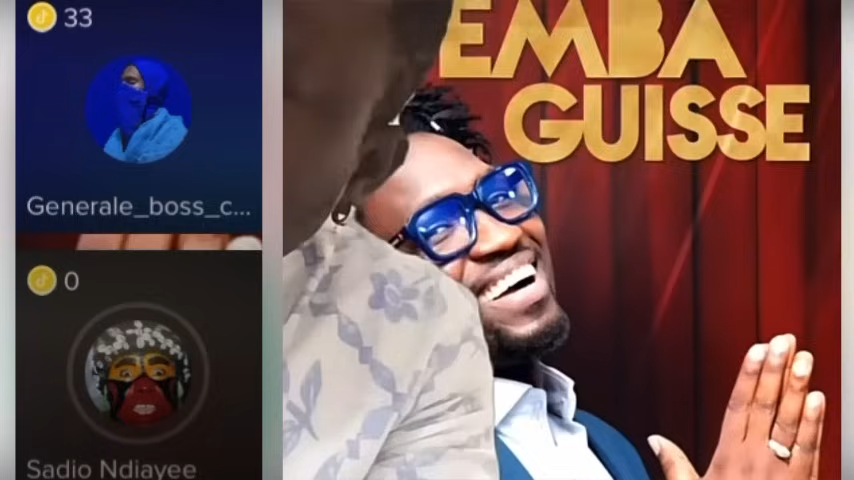 33
Generale_boss_c...
0
Sadio Ndiayee
EMBA
GUISSE